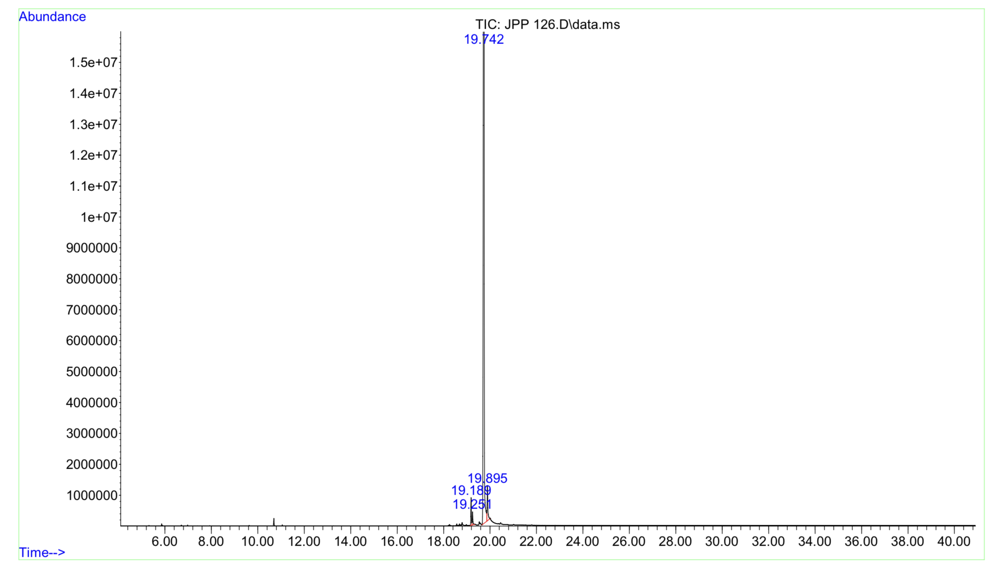 Abundance
TIC: JPP 126.D\data.ms
19.742
1.5e+07
1.4e+07
1.3e+07
1.2e+07
1.1e+07
1e+07
9000000
8000000
7000000
6000000
5000000
4000000
3000000
2000000
19.895
19.189
1000000
19.251
6.00 8.00 10.00 12.00 14.00 16.00 18.00 20.00 22.00 24.00 26.00 28.00 30.00 32.00 34.00 36.00 38.00 40.00
Time-->